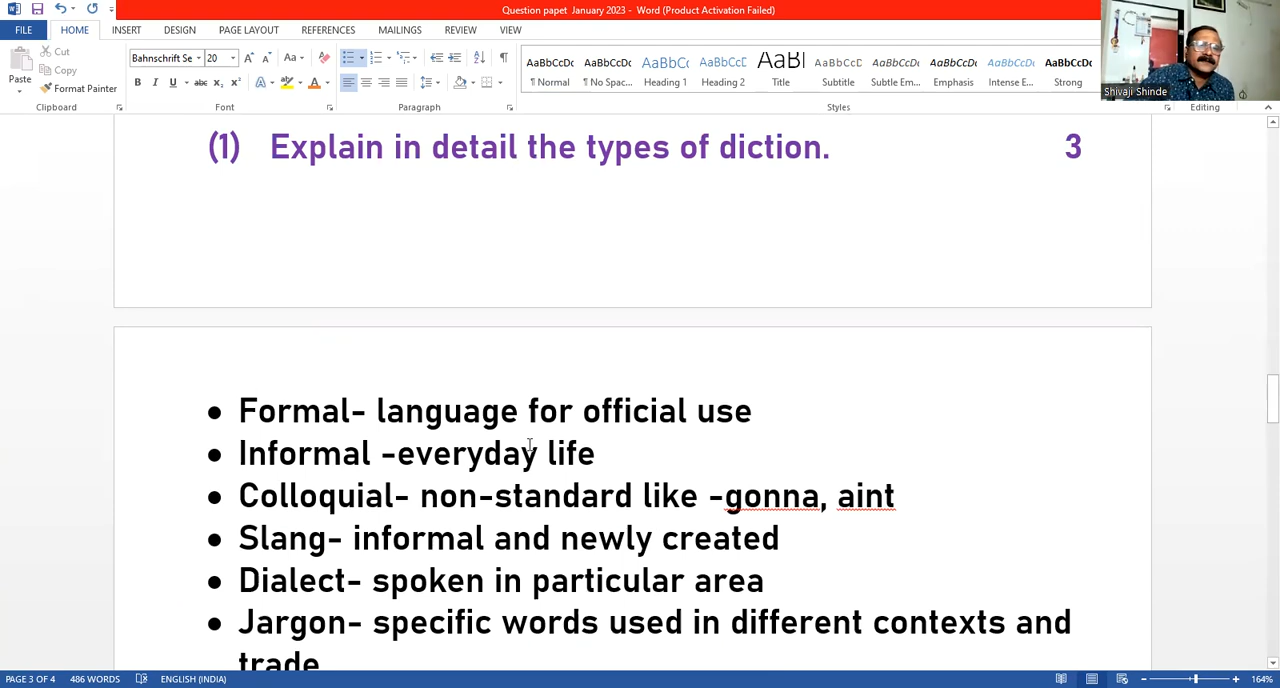 Question papet January 2023 - Word (Product Activation Failed)
FILE HOME INSERT DESIGN PAGE LAYOUT REFERENCES MAILINGS REVIEW VIEW
Paste
Cut
Copy
Format Painter
Clipboard
Bahnschrift Se 20
Font
Paragraph
AaBbCcDc AaBbCcDc AaBbC( AaBbCcC AaBl AaBbCcC AaBbCcDc AaBbCcDc AaBbCcDc AaBbCcDc
¶ Normal ¶ No Spac... Heading 1 Heading 2 Title Subtitle Subtle Em... Emphasis Intense E... Strong
Styles
Editing
Shivaji Shinde
(1) Explain in detail the types of diction. 3
● Formal- language for official use
● Informal -everyday life
● Colloquial- non-standard like -gonna, aint
● Slang- informal and newly created
● Dialect- spoken in particular area
● Jargon- specific words used in different contexts and
trade
PAGE 3 OF 4 486 WORDS ENGLISH (INDIA) 164%